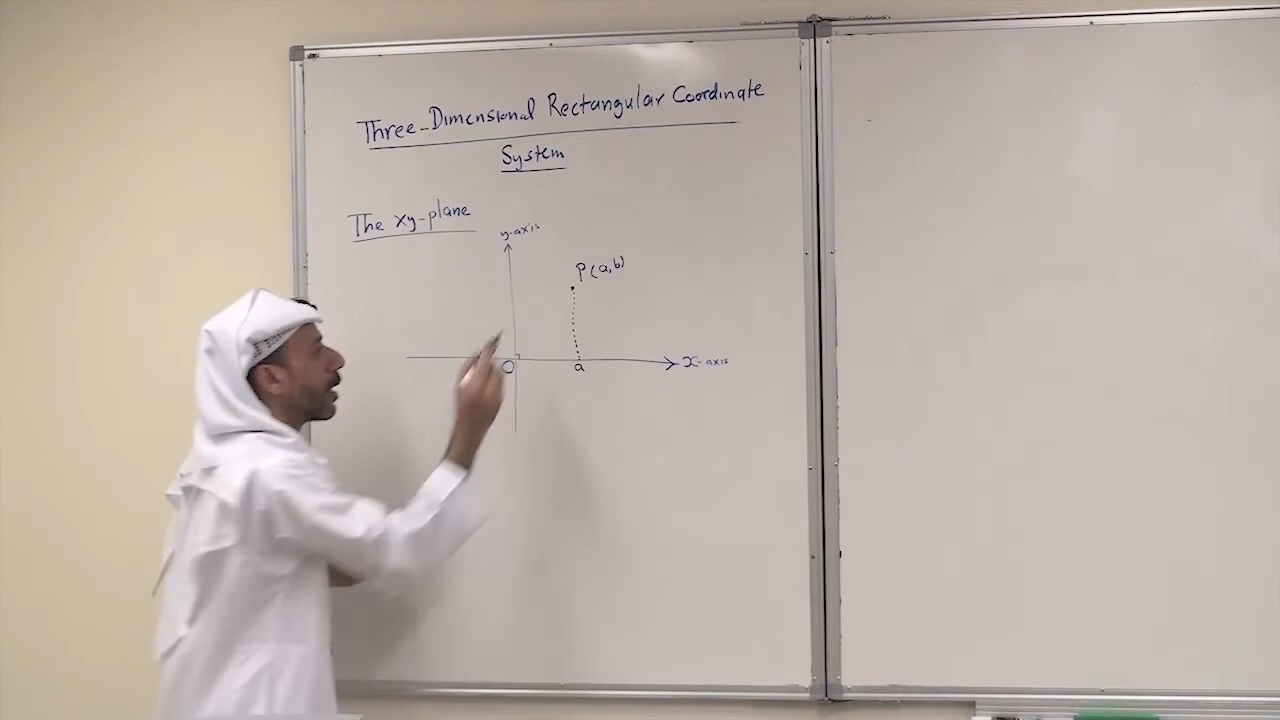 Three-Dimensional Rectangular Coordinate
System
The xy-plane
y-axis
P(a,b)
O
a
x-axis